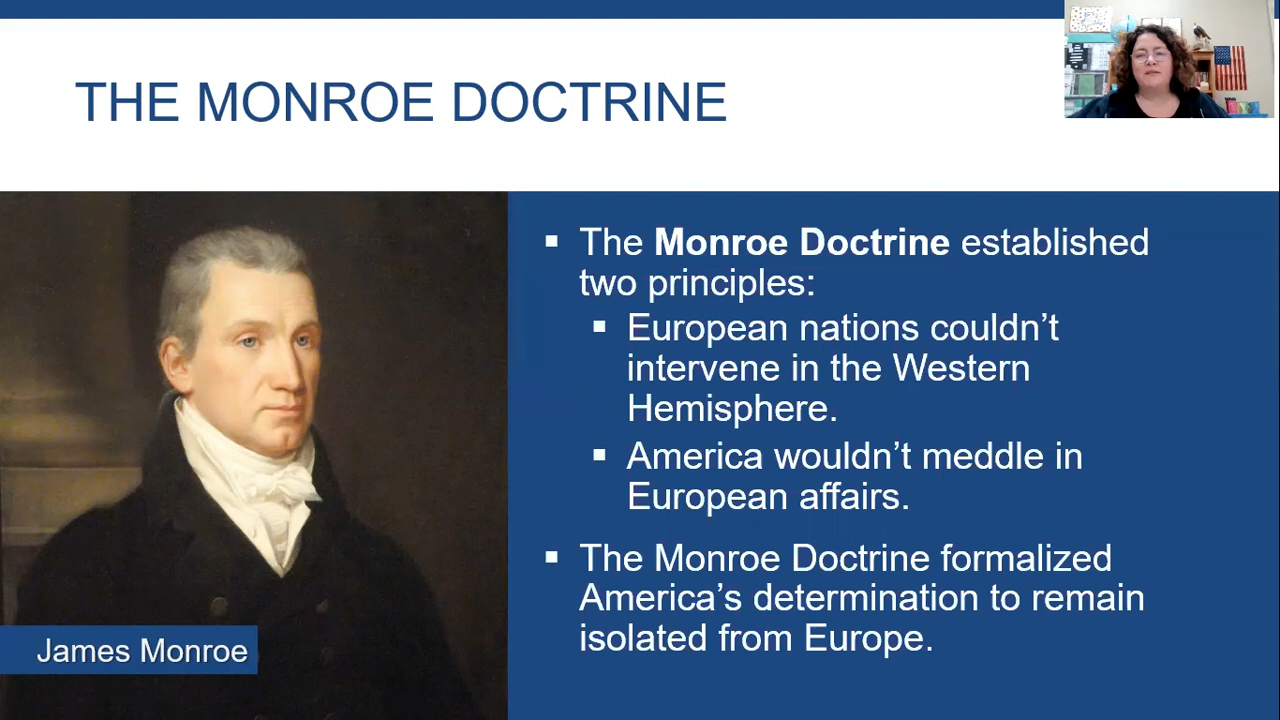 THE MONROE DOCTRINE
▪ The Monroe Doctrine established
two principles:
▪ European nations couldn’t
intervene in the Western
Hemisphere.
▪ America wouldn’t meddle in
European affairs.
▪ The Monroe Doctrine formalized
America’s determination to remain
isolated from Europe.
James Monroe